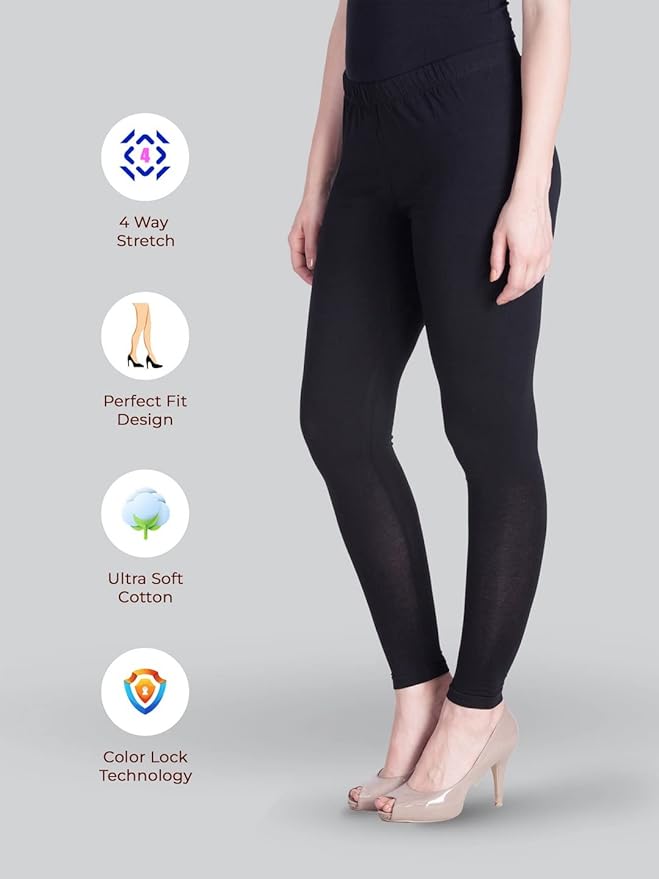 4
4 Way
Stretch
Perfect Fit
Design
Ultra Soft
Cotton
Color Lock
Technology